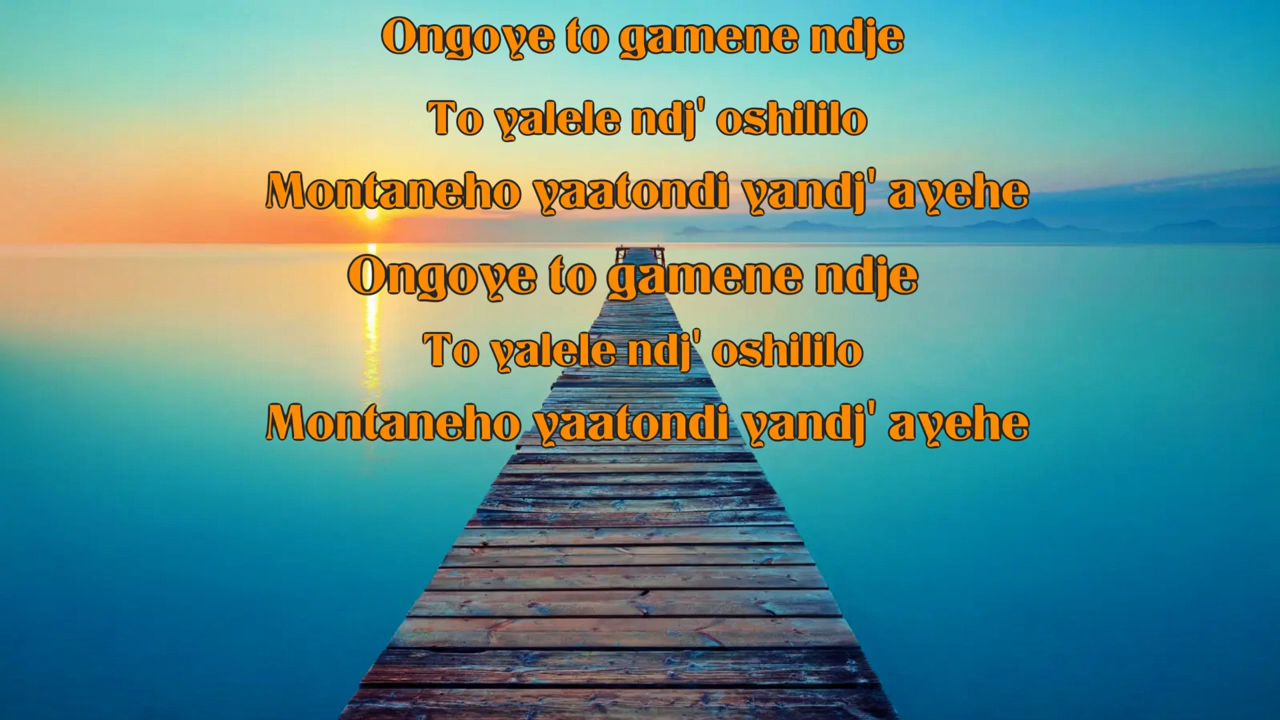 Ongoye to gamene ndje
To yalele ndj' oshililo
Montaneho yaatondi yandj' ayehe
Ongoye to gamene ndje
To yalele ndj' oshililo
Montaneho yaatondi yandj' ayehe